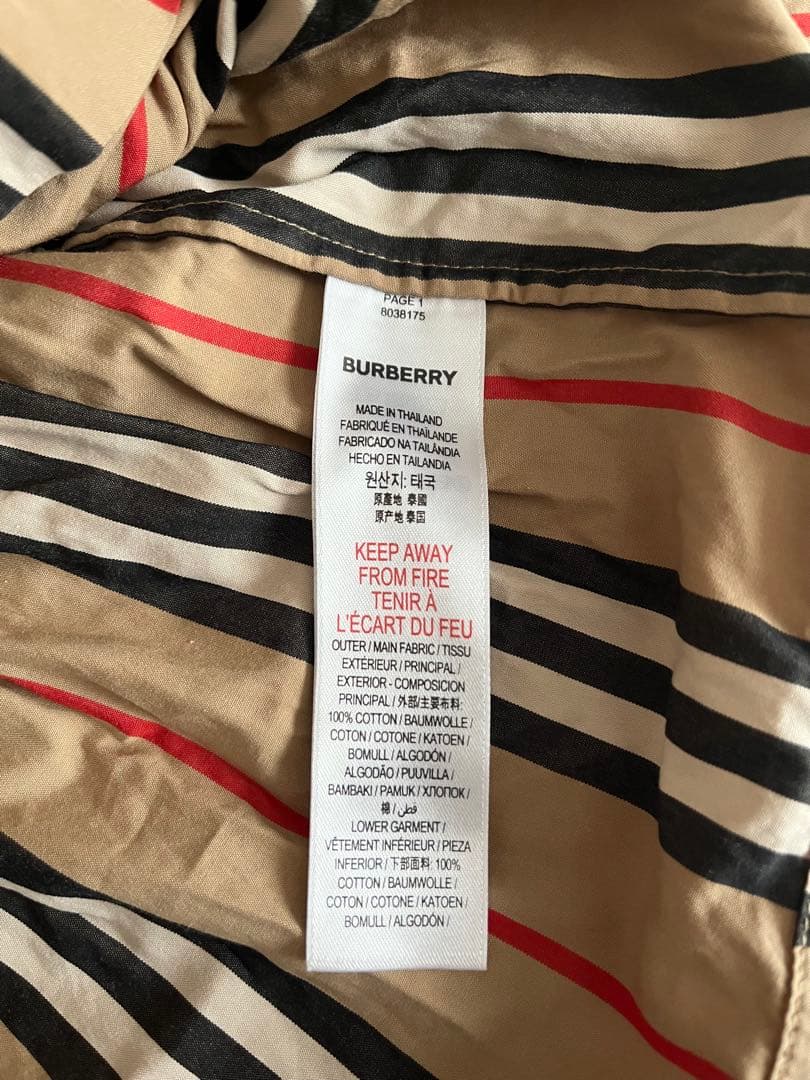 PAGE 1
8038175
BURBERRY
MADE IN THAILAND
FABRIQUÉ EN THAÏLANDE
FABRICADO NA TAILÂNDIA
HECHO EN TAILANDIA
원산지: 태국
原產地 泰國
原产地 泰国
KEEP AWAY
FROM FIRE
TENIR À
L'ÉCART DU FEU
OUTER / MAIN FABRIC / TISSU
EXTÉRIEUR / PRINCIPAL /
EXTERIOR - COMPOSICION
PRINCIPAL / 外部/主要布料:
100% COTTON / BAUMWOLLE /
COTON / COTONE / KATOEN /
BOMULL / ALGODÓN /
ALGODÃO / PUUVILLA /
BAMBAKI / PAMUK / ХЛОПОК /
棉 / قطن /
LOWER GARMENT /
VÊTEMENT INFÉRIEUR / PIEZA
INFERIOR / 下部面料: 100%
COTTON / BAUMWOLLE /
COTON / COTONE / KATOEN /
BOMULL / ALGODÓN /